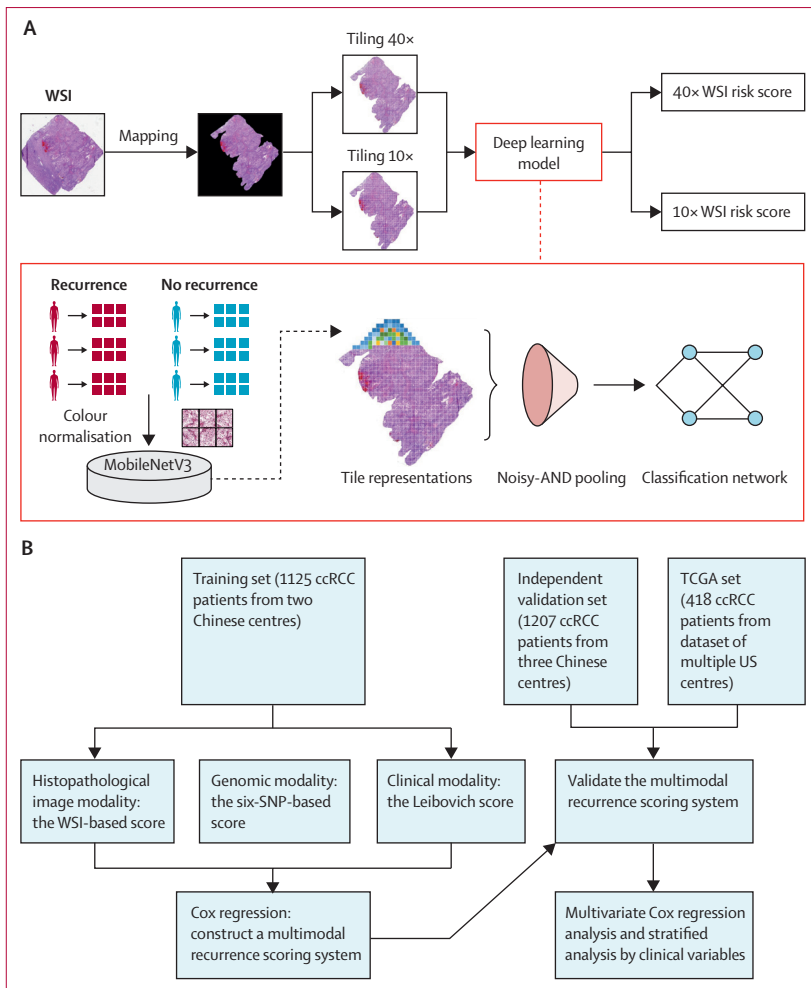 A
WSI
Mapping
Tiling 40×
Tiling 10×
Deep learning
model
40× WSI risk score
10× WSI risk score
Recurrence
No recurrence
Colour
normalisation
MobileNetV3
Tile representations
Noisy-AND pooling
Classification network
B
Training set (1125 ccRCC
patients from two
Chinese centres)
Independent
validation set
(1207 ccRCC
patients from
three Chinese
centres)
TCGA set
(418 ccRCC
patients from
dataset of
multiple US
centres)
Histopathological
image modality:
the WSI-based score
Genomic modality:
the six-SNP-based
score
Clinical modality:
the Leibovich score
Validate the multimodal
recurrence scoring
system
Cox regression:
construct a multimodal
recurrence scoring system
Multivariate Cox regression
analysis and stratified
analysis by clinical variables